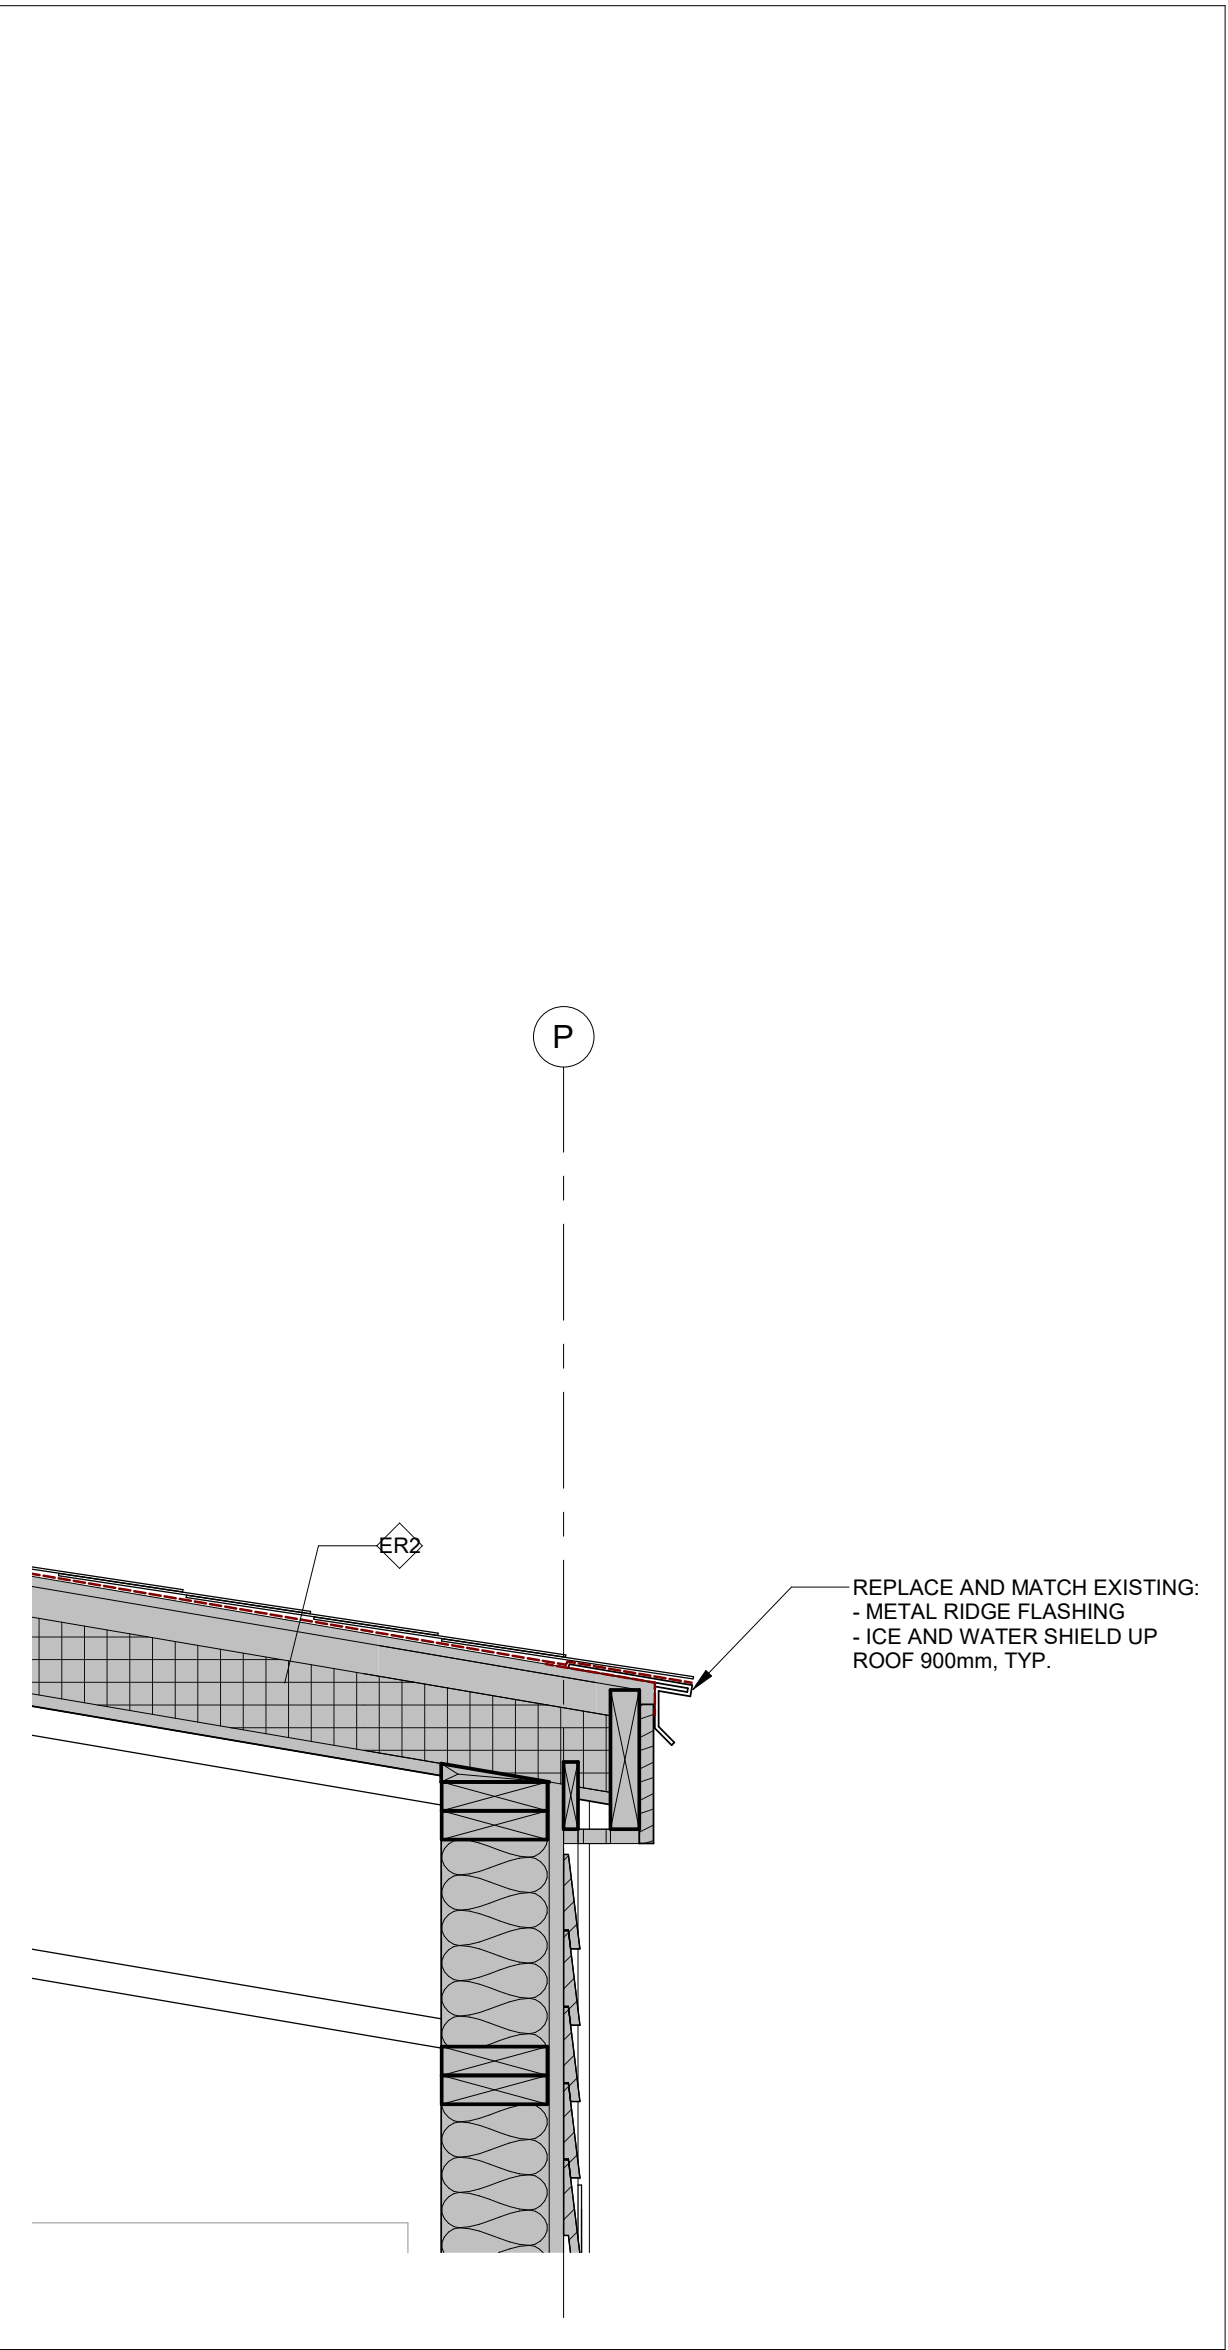 P
ER2
REPLACE AND MATCH EXISTING:
- METAL RIDGE FLASHING
- ICE AND WATER SHIELD UP
ROOF 900mm, TYP.